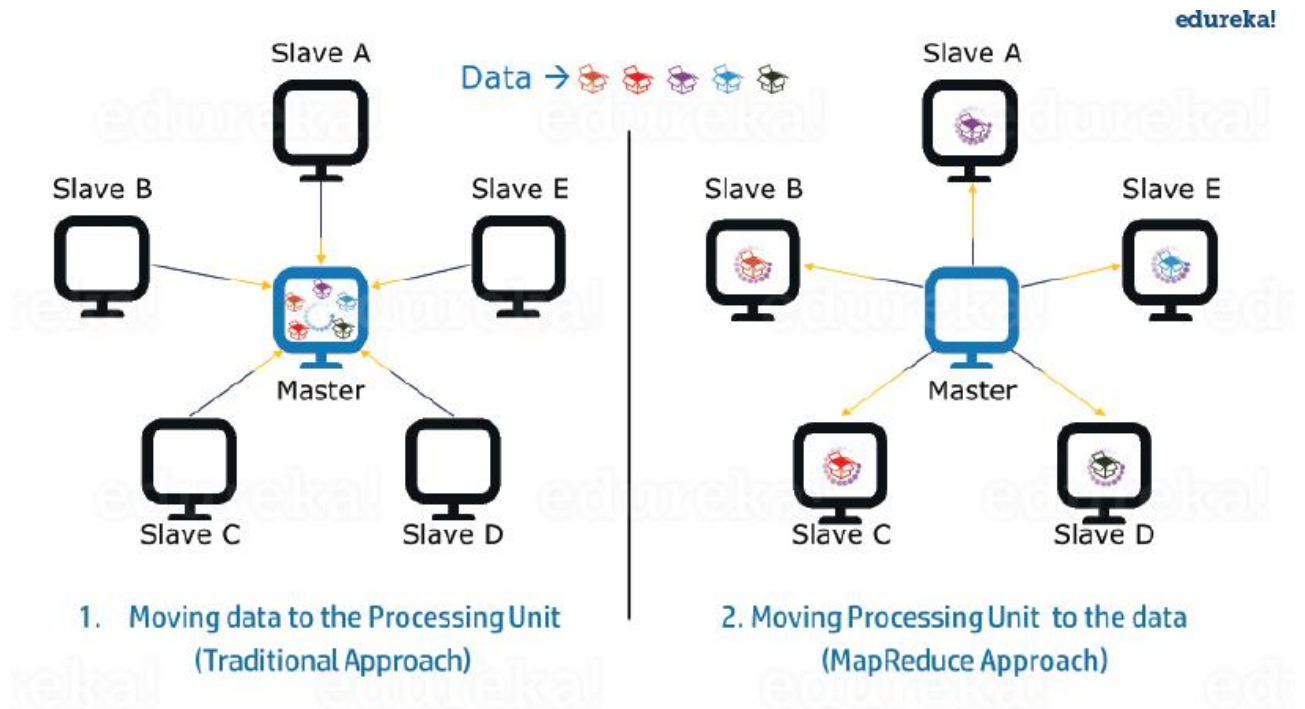 edureka!
Slave A
Data →
Slave B
Slave E
Master
Slave C
Slave D
1. Moving data to the Processing Unit
(Traditional Approach)
Slave A
Slave B
Slave E
Master
Slave C
Slave D
2. Moving Processing Unit to the data
(MapReduce Approach)